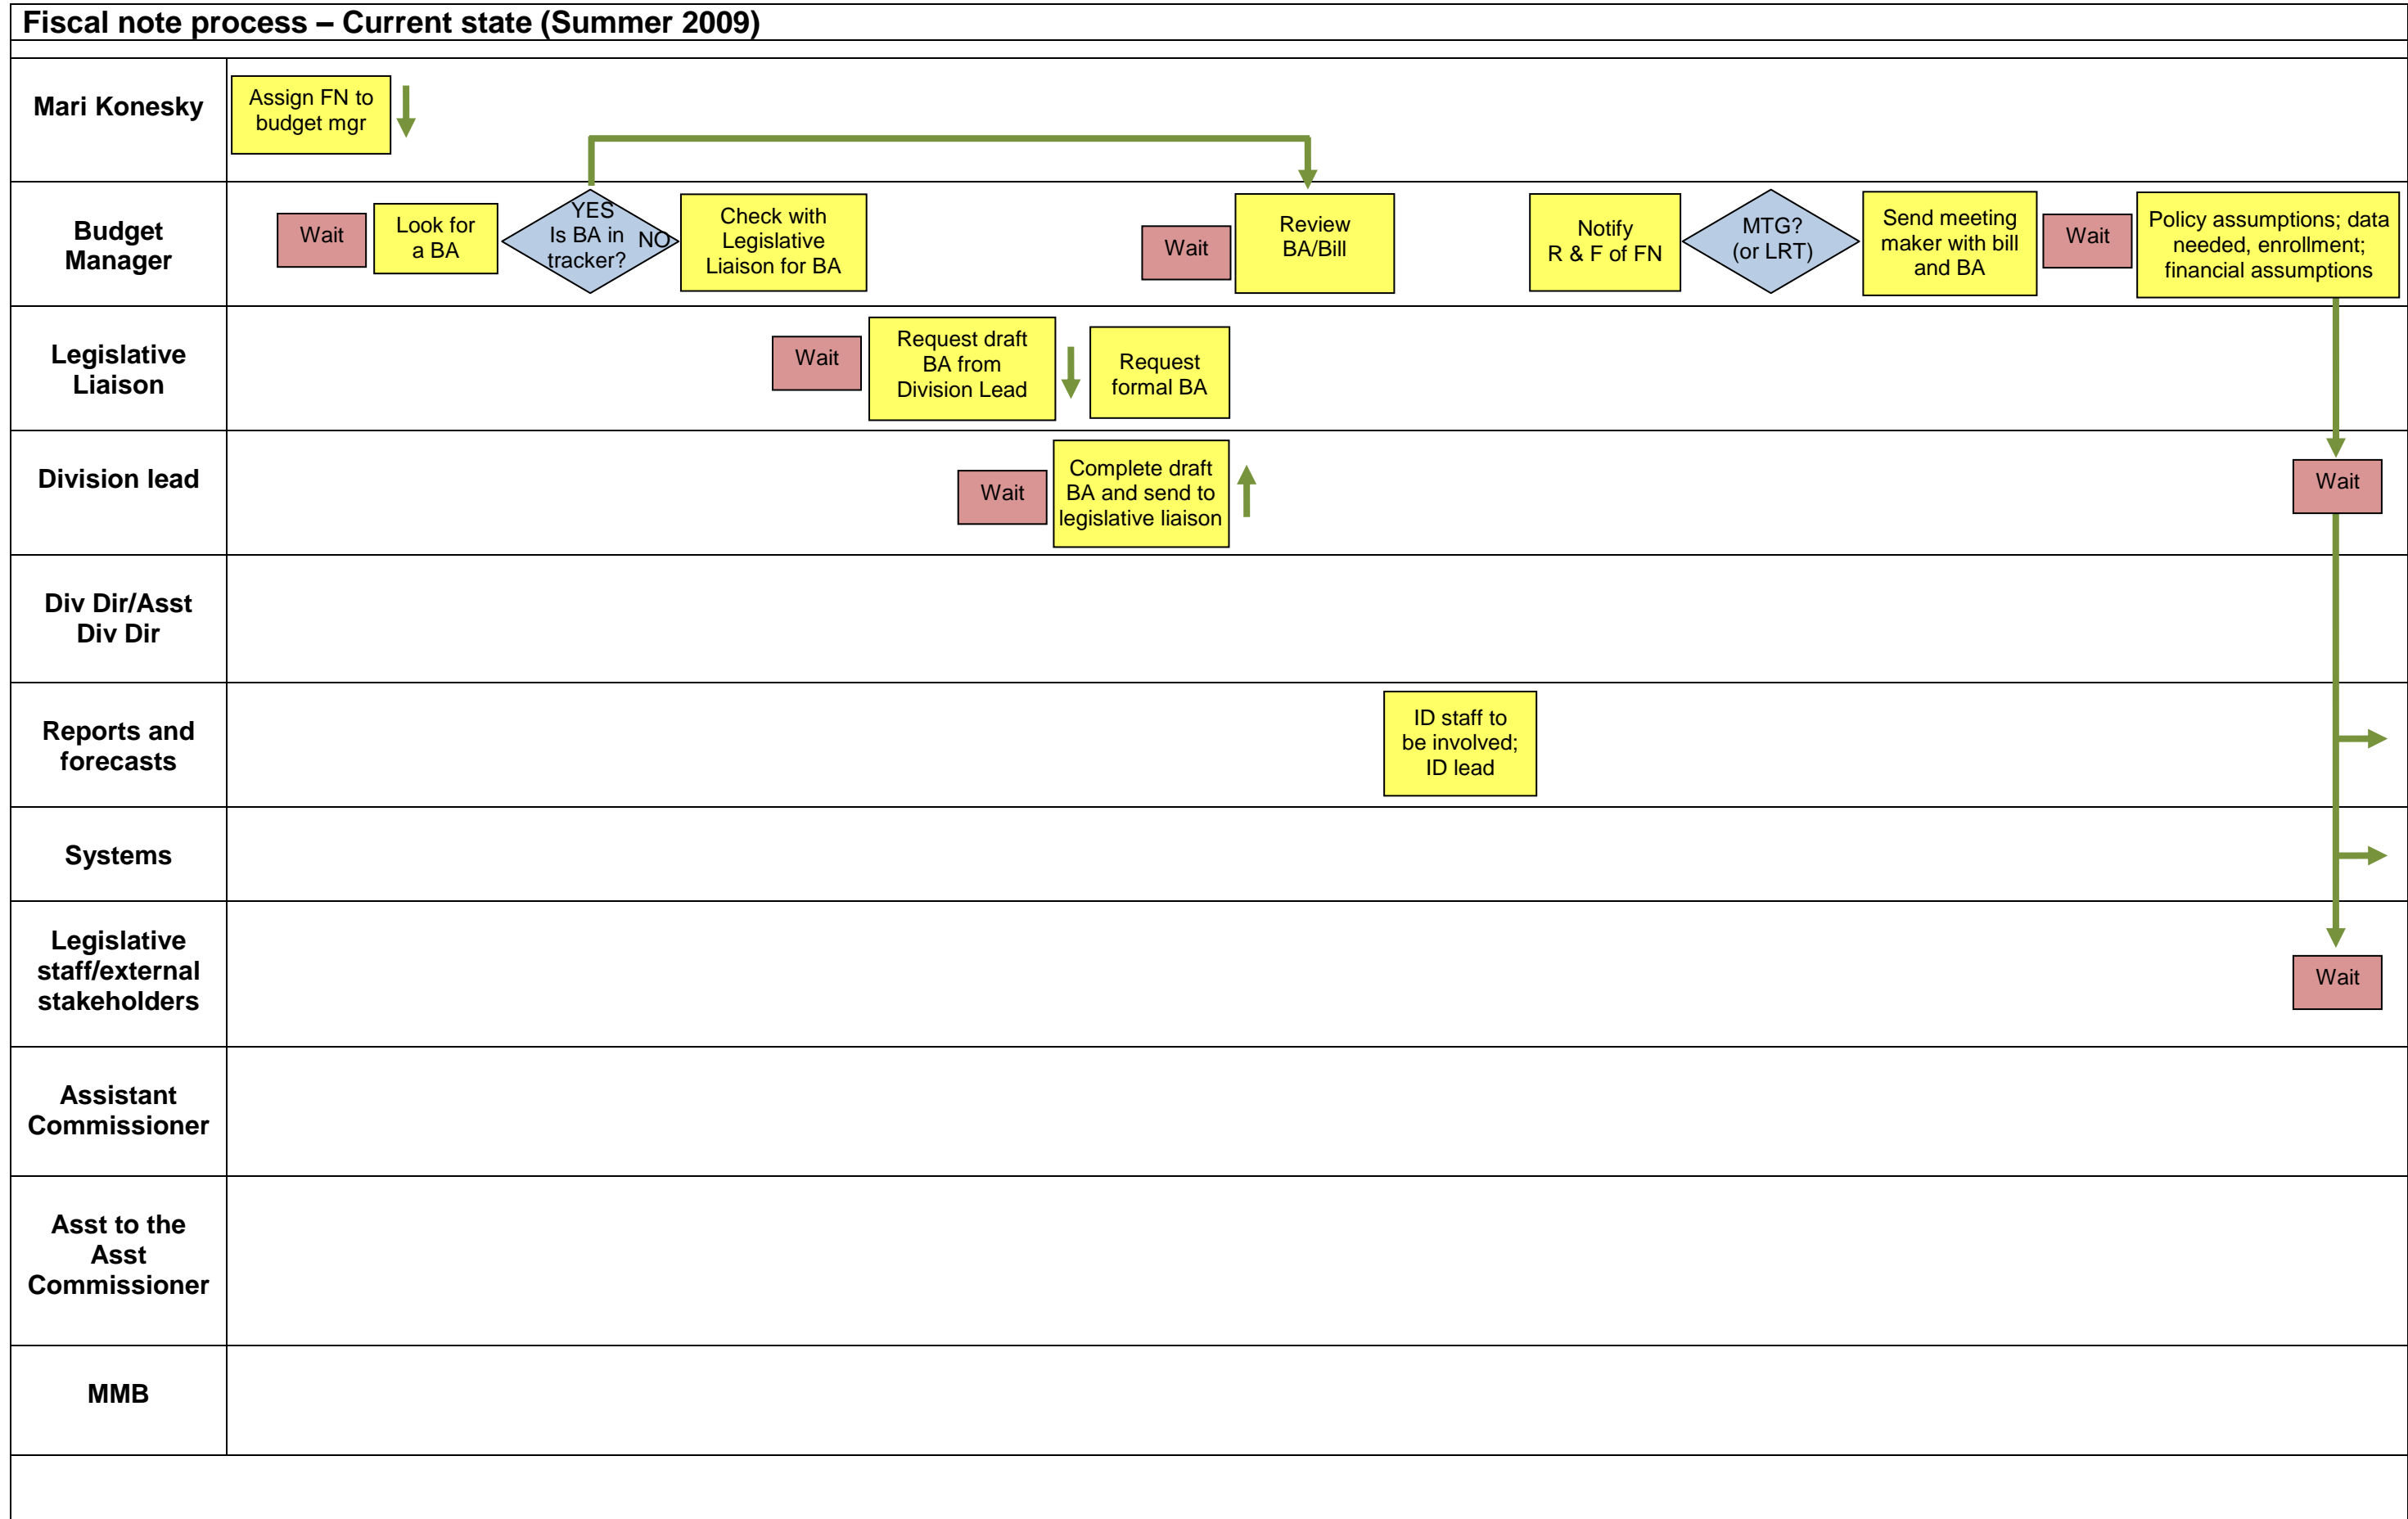 Fiscal note process – Current state (Summer 2009)
Mari Konesky
Assign FN to
budget mgr
Budget
Manager
Wait
Look for
a BA
YES
Is BA in
tracker?
NO
Check with
Legislative
Liaison for BA
Wait
Review
BA/Bill
Notify
R & F of FN
MTG?
(or LRT)
Send meeting
maker with bill
and BA
Wait
Policy assumptions; data
needed, enrollment;
financial assumptions
Legislative
Liaison
Wait
Request draft
BA from
Division Lead
Request
formal BA
Division lead
Wait
Complete draft
BA and send to
legislative liaison
Wait
Div Dir/Asst
Div Dir
Reports and
forecasts
ID staff to
be involved;
ID lead
Systems
Legislative
staff/external
stakeholders
Wait
Assistant
Commissioner
Asst to the
Asst
Commissioner
MMB